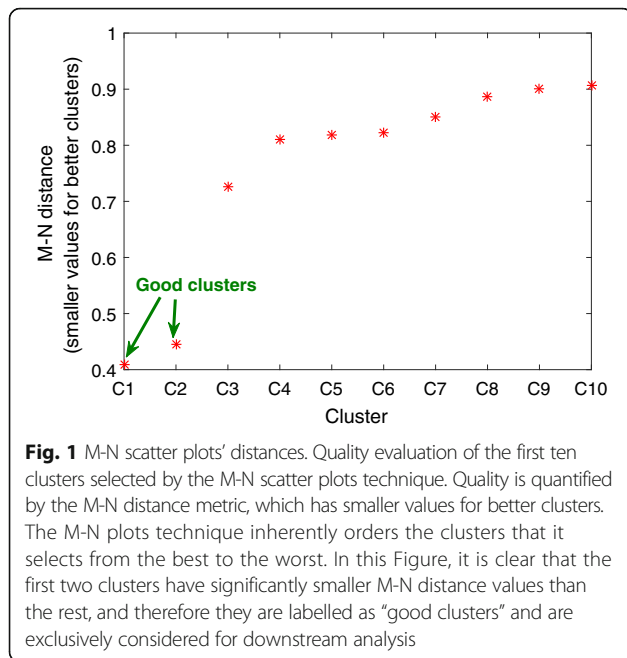 1
0.9
0.8
0.7
0.6
0.5
0.4
M-N distance
(smaller values for better clusters)
Good clusters
C1 C2 C3 C4 C5 C6 C7 C8 C9 C10
Cluster
Fig. 1 M-N scatter plots’ distances. Quality evaluation of the first ten
clusters selected by the M-N scatter plots technique. Quality is quantified
by the M-N distance metric, which has smaller values for better clusters.
The M-N plots technique inherently orders the clusters that it
selects from the best to the worst. In this Figure, it is clear that the
first two clusters have significantly smaller M-N distance values than
the rest, and therefore they are labelled as “good clusters” and are
exclusively considered for downstream analysis